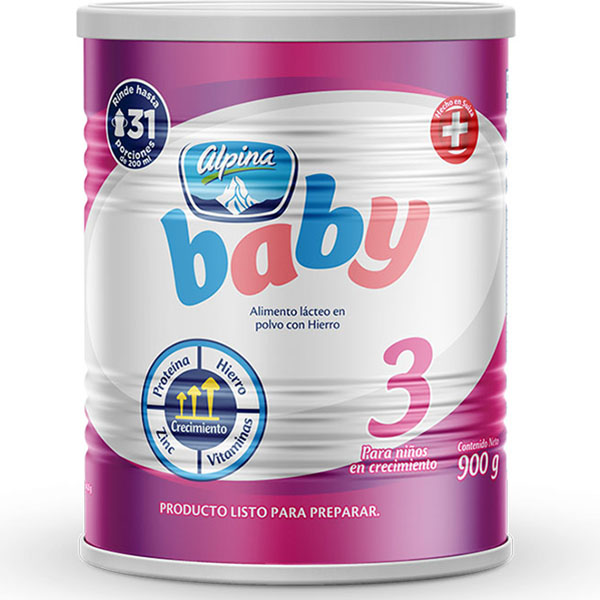 Rinde hasta
31
porciones
de 200 ml
Hecho en Suiza
alpina
baby
Alimento lácteo en
polvo con Hierro
Proteína
Hierro
Crecimiento
Zinc
Vitaminas
3
Para niños
en crecimiento
Contenido Neto
900 g
PRODUCTO LISTO PARA PREPARAR.